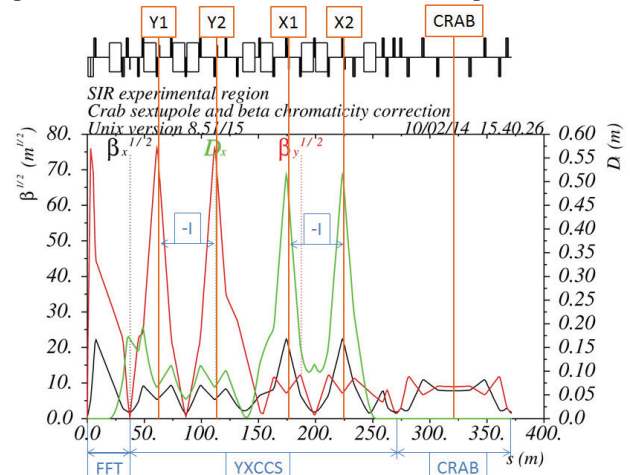 Y1 Y2 X1 X2 CRAB
SIR experimental region
Crab sextupole and beta chromaticity correction
Unix version 8.51/15 10/02/14 15.40.26
80. 0.60
βx^1/2 Dx βy^1/2
70. 0.55
0.50
60. 0.45
50. 0.40
-I -I
0.35
40. 0.30
30. 0.25
0.20
20. 0.15
10. 0.10
0.05
0.0 0.0
0.0 50. 100. 150. 200. 250. 300. 350. 400.
s (m)
FFT YXCCS CRAB
β^1/2 (m^1/2)
D (m)